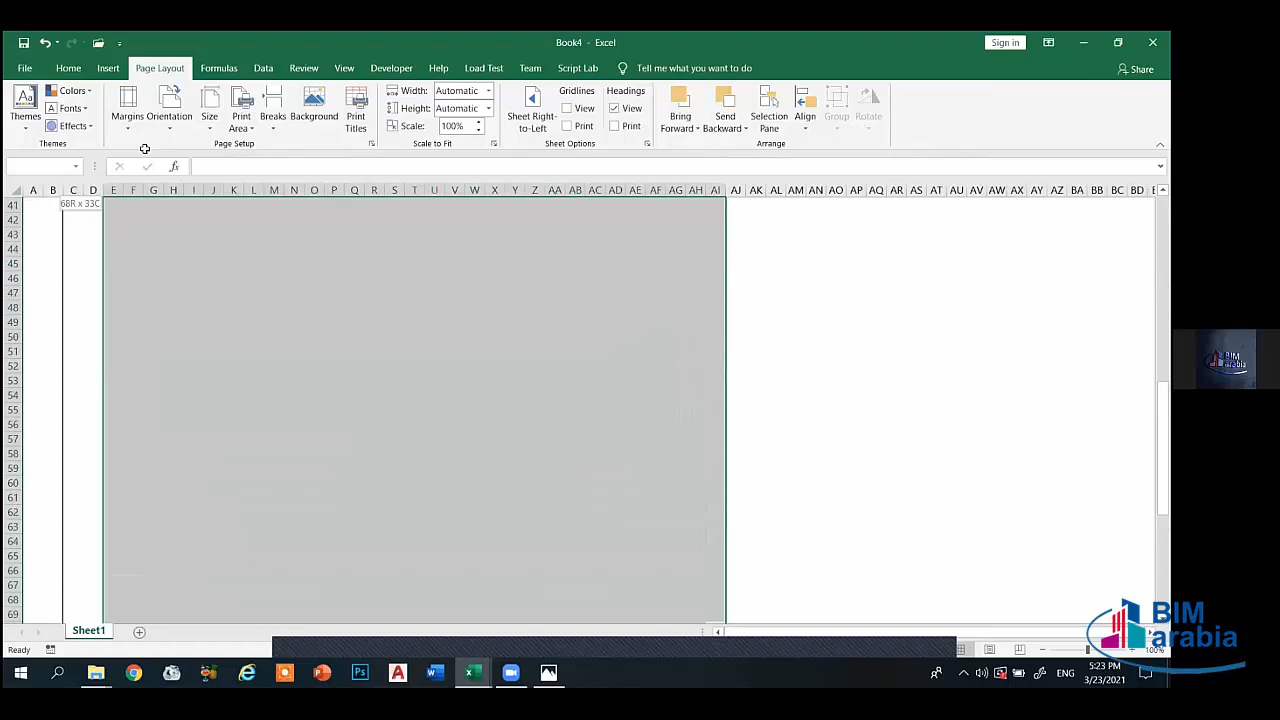 Book4 - Excel
Sign in
File Home Insert Page Layout Formulas Data Review View Developer Help Load Test Team Script Lab Tell me what you want to do Share
Themes
Colors
Fonts
Effects
Themes
Margins
Orientation
Size
Print Area
Breaks
Background
Print Titles
Page Setup
Width: Automatic
Height: Automatic
Scale: 100%
Scale to Fit
Sheet Right-to-Left
Gridlines
View
Print
Headings
View
Print
Sheet Options
Bring Forward
Send Backward
Selection Pane
Align
Group
Rotate
Arrange
fx
A B C D E F G H I J K L M N O P Q R S T U V W X Y Z AA AB AC AD AE AF AG AH AI AJ AK AL AM AN AO AP AQ AR AS AT AU AV AW AX AY AZ BA BB BC BD
68R x 33C
41
42
43
44
45
46
47
48
49
50
51
52
53
54
55
56
57
58
59
60
61
62
63
64
65
66
67
68
69
BIM
arabia
Sheet1
Ready
100%
BIM
arabia
ENG
5:23 PM
3/23/2021